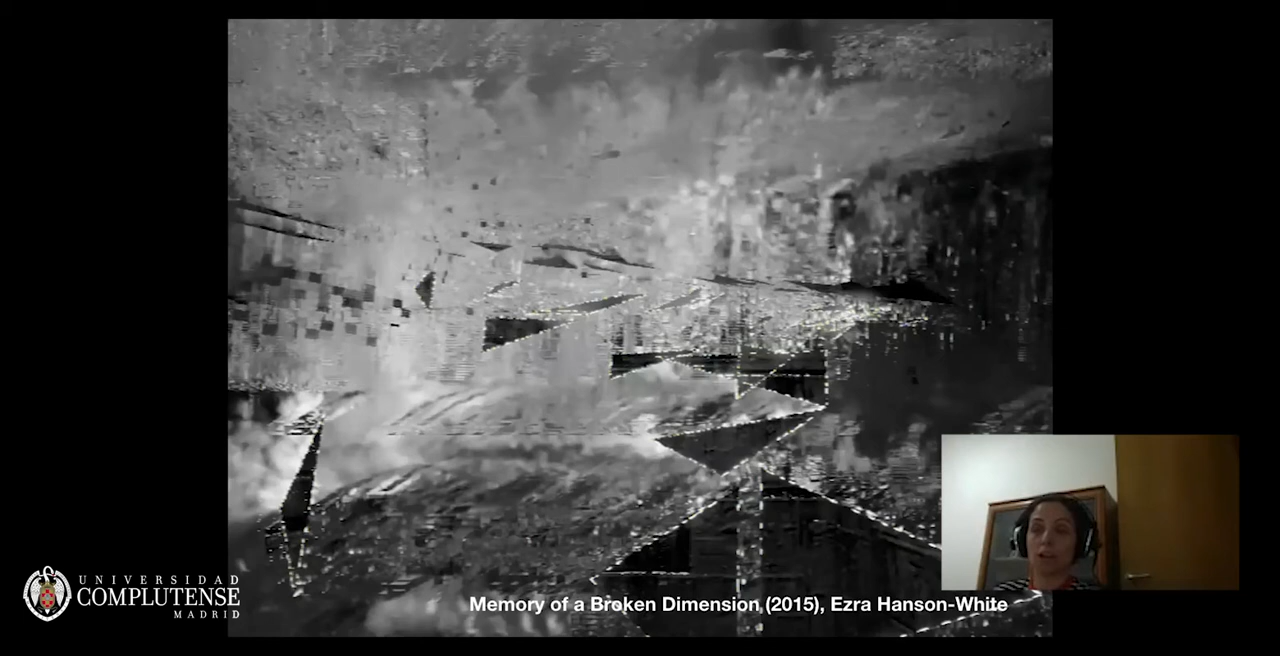 UNIVERSIDAD
COMPLUTENSE
MADRID
Memory of a Broken Dimension (2015), Ezra Hanson-White